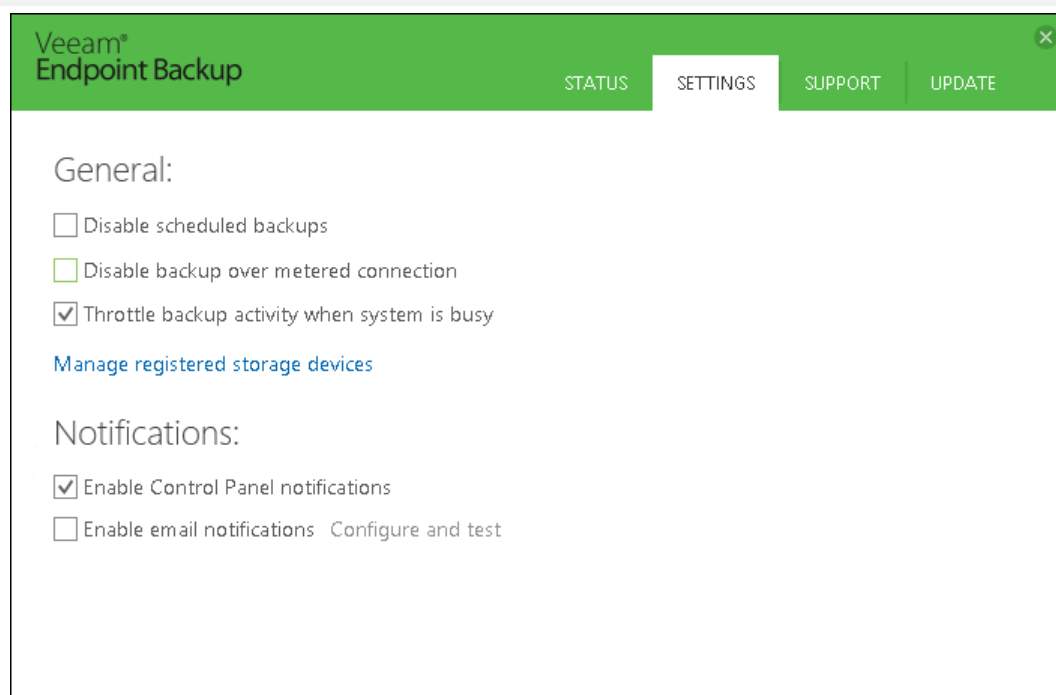 Veeam®
Endpoint Backup
STATUS SETTINGS SUPPORT UPDATE
General:
Disable scheduled backups
Disable backup over metered connection
Throttle backup activity when system is busy
Manage registered storage devices
Notifications:
Enable Control Panel notifications
Enable email notifications Configure and test